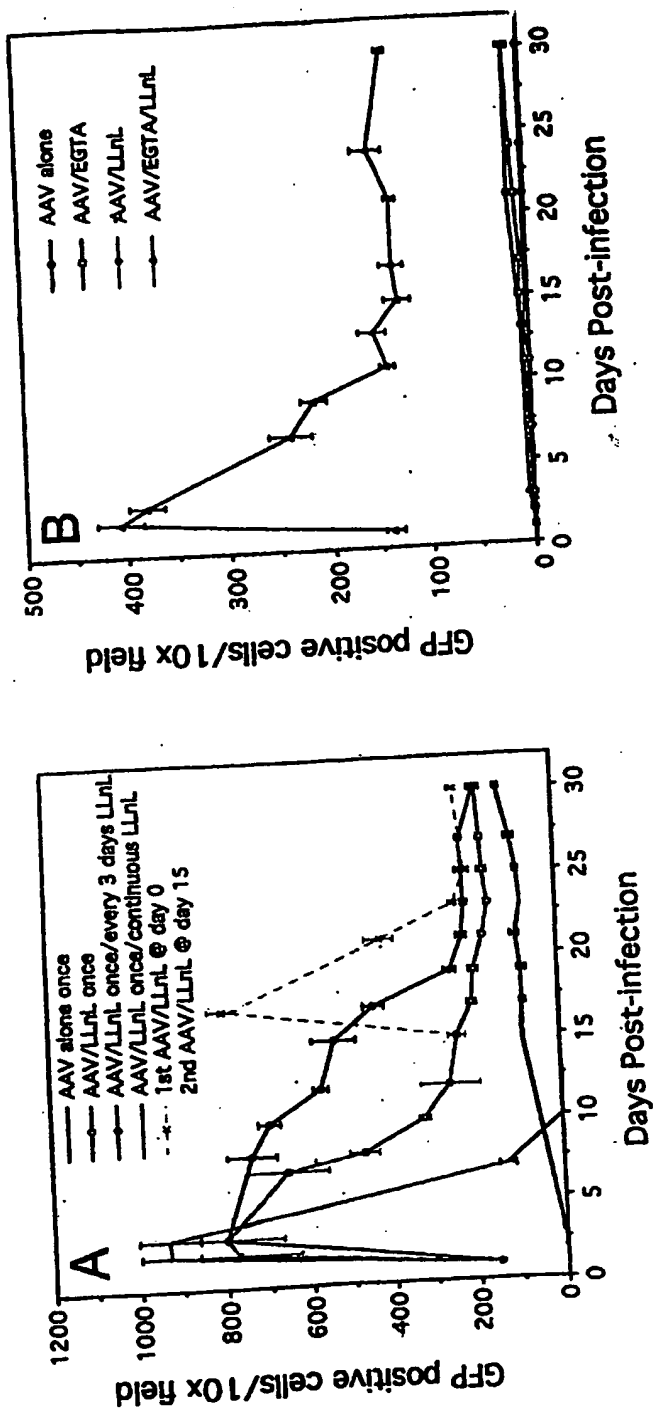 A
AAV alone once
AAV/LLnL once
AAV/LLnL once/every 3 days LLnL
AAV/LLnL once/continuous LLnL
1st AAV/LLnL @ day 0
2nd AAV/LLnL @ day 15
GFP positive cells/10x field
1200
1000
800
600
400
200
0
0 5 10 15 20 25 30
Days Post-infection
B
AAV alone
AAV/EGTA
AAV/LLnL
AAV/EGTA/LLnL
GFP positive cells/10x field
500
400
300
200
100
0
0 5 10 15 20 25 30
Days Post-infection